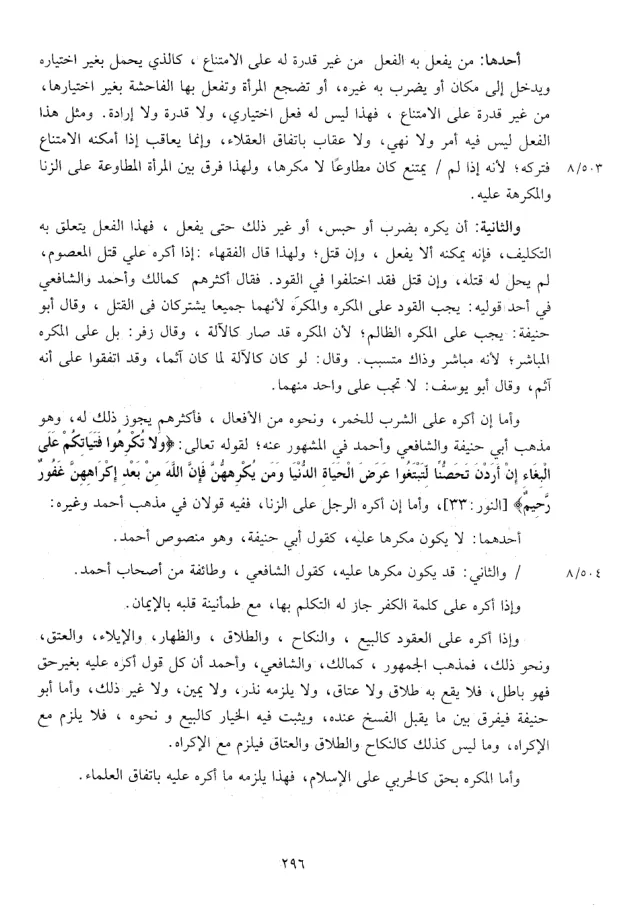 أحدها: من يفعل به الفعل من غير قدرة له على الامتناع ، كالذي يحمل بغير اختياره
ويدخل إلى مكان أو يضرب به غيره، أو تضجع المرأة وتفعل بها الفاحشة بغير اختيارها،
من غير قدرة على الامتناع ، فهذا ليس له فعل اختياري، ولا قدرة ولا إرادة. ومثل هذا
الفعل ليس فيه أمر ولا نهي، ولا عقاب باتفاق العقلاء، وإنما يعاقب إذا أمكنه الامتناع
٨/٥٠٣ فتركه؛ لأنه إذا لم / يمتنع كان مطاوعًا لا مكرها، ولهذا فرق بين المرأة المطاوعة على الزنا
والمكرهة عليه.
والثانية: أن يكره بضرب أو حبس، أو غير ذلك حتى يفعل ، فهذا الفعل يتعلق به
التكليف، فإنه يمكنه ألا يفعل ، وإن قتل؛ ولهذا قال الفقهاء :إذا أكره على قتل المعصوم،
لم يحل له قتله، وإن قتل فقد اختلفوا في القود. فقال أكثرهم كمالك وأحمد والشافعي
في أحد قوليه: يجب القود على المكره والمكرَه لأنهما جميعا يشتركان فى القتل ، وقال أبو
حنيفة: يجب على المكره الظالم؛ لأن المكره قد صار كالآلة ، وقال زفر: بل على المكره
المباشر؛ لأنه مباشر وذاك متسبب. وقال: لو كان كالآلة لما كان آثما، وقد اتفقوا على أنه
آثم، وقال أبو يوسف: لا تجب على واحد منهما.
وأما إن أكره على الشرب للخمر، ونحوه من الأفعال ، فأكثرهم يجوز ذلك له، وهو
مذهب أبي حنيفة والشافعي وأحمد في المشهور عنه؛ لقوله تعالى: ﴿وَلا تُكْرِهُوا فَتَيَاتِكُمْ عَلَى
الْبِغَاءِ إِنْ أَرَدْنَ تَحَصُّنًا لِّتَبْتَغُوا عَرَضَ الْحَيَاةِ الدُّنْيَا وَمَن يُكْرِههُّنَّ فَإِنَّ اللَّهَ مِنْ بَعْدِ إِكْرَاهِهِنَّ غَفُورٌ
رَّحِيمٌ﴾ [النور:٣٣]، وأما إن أكره الرجل على الزنا، ففيه قولان في مذهب أحمد وغيره:
أحدهما: لا يكون مكرها عليه، كقول أبي حنيفة، وهو منصوص أحمد.
٨/٥٠٤ / والثاني: قد يكون مكرها عليه، كقول الشافعي ، وطائفة من أصحاب أحمد.
وإذا أكره على كلمة الكفر جاز له التكلم بها، مع طمأنينة قلبه بالإيمان.
وإذا أكره على العقود كالبيع ، والنكاح ، والطلاق ، والظهار، والإيلاء، والعتق،
ونحو ذلك، فمذهب الجمهور ، كمالك، والشافعي، وأحمد أن كل قول أكره عليه بغيرحق
فهو باطل، فلا يقع به طلاق ولا عتاق، ولا يلزمه نذر، ولا يمين، ولا غير ذلك، وأما أبو
حنيفة فيفرق بين ما يقبل الفسخ عنده، ويثبت فيه الخيار كالبيع و نحوه ، فلا يلزم مع
الإكراه، وما ليس كذلك كالنكاح والطلاق والعتاق فيلزم مع الإكراه.
وأما المكره بحق كالحربي على الإسلام، فهذا يلزمه ما أكره عليه باتفاق العلماء.
٢٩٦